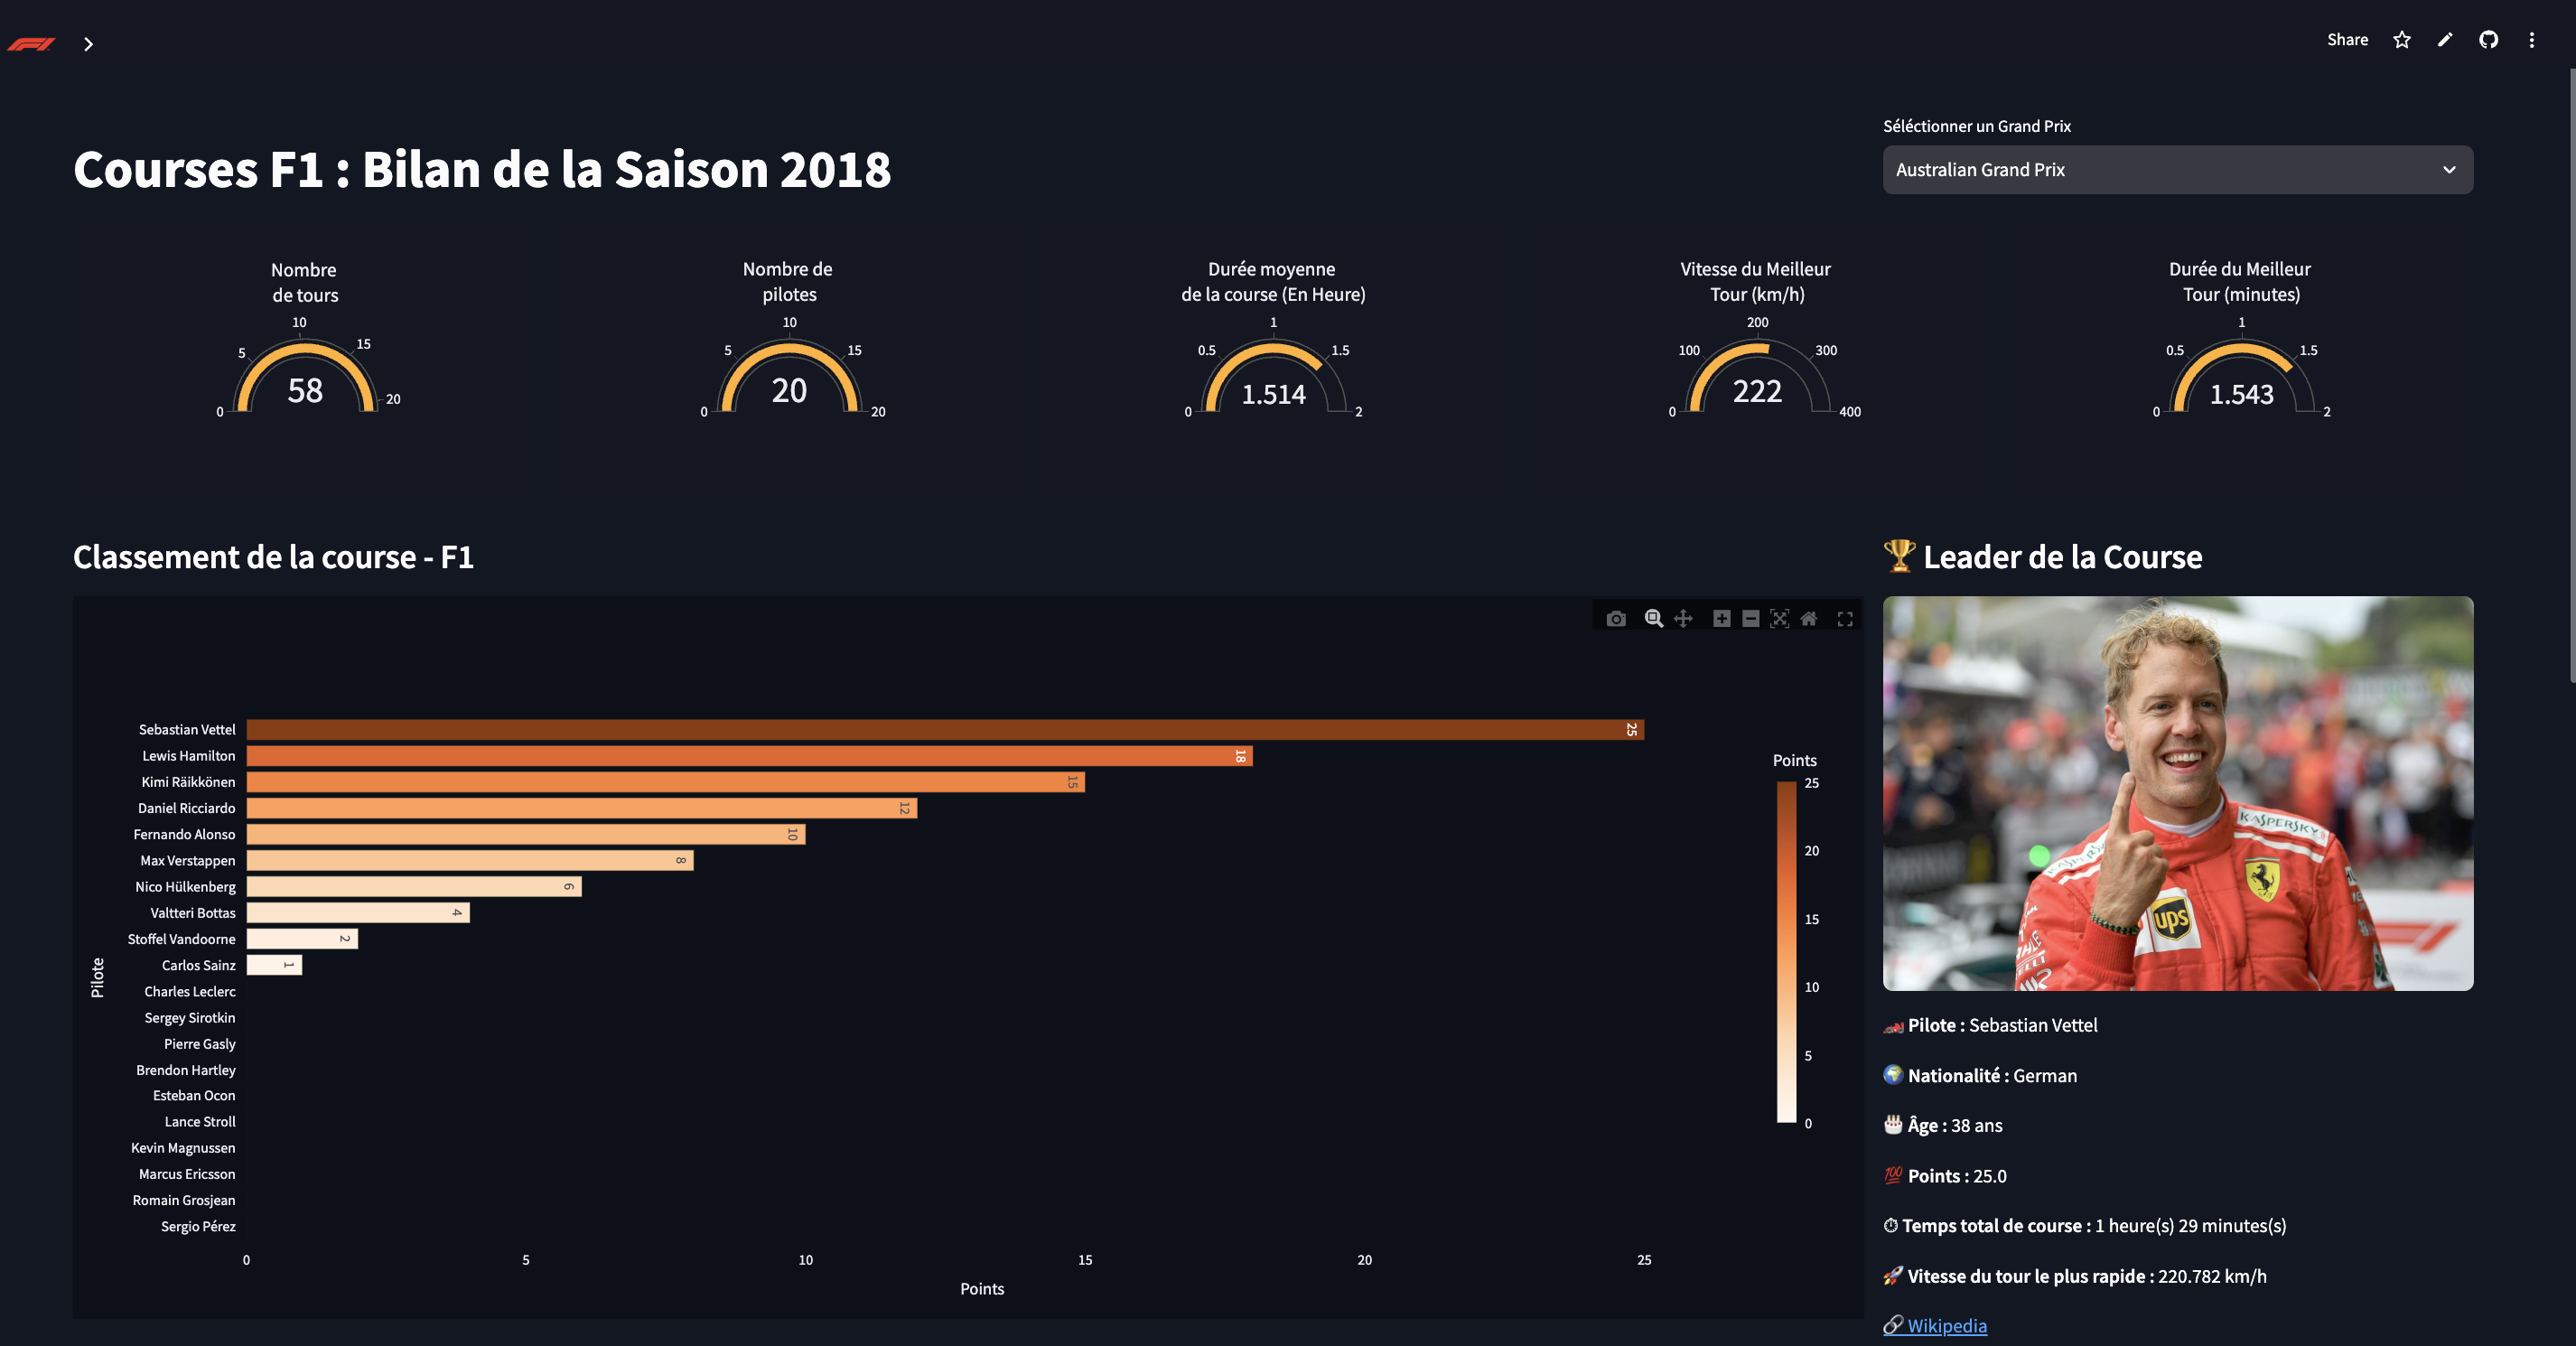 Share
Séléctionner un Grand Prix
Courses F1 : Bilan de la Saison 2018
Australian Grand Prix
Nombre
de tours
0
5
10
15
20
58
Nombre de
pilotes
0
5
10
15
20
20
Durée moyenne
de la course (En Heure)
0
0.5
1
1.5
2
1.514
Vitesse du Meilleur
Tour (km/h)
0
100
200
300
400
222
Durée du Meilleur
Tour (minutes)
0
0.5
1
1.5
2
1.543
Classement de la course - F1
Pilote
Sebastian Vettel 25
Lewis Hamilton 18
Kimi Räikkönen 15
Daniel Ricciardo 12
Fernando Alonso 10
Max Verstappen 8
Nico Hülkenberg 6
Valtteri Bottas 4
Stoffel Vandoorne 2
Carlos Sainz 1
Charles Leclerc
Sergey Sirotkin
Pierre Gasly
Brendon Hartley
Esteban Ocon
Lance Stroll
Kevin Magnussen
Marcus Ericsson
Romain Grosjean
Sergio Pérez
0 5 10 15 20 25
Points
Points
25
20
15
10
5
0
🏆 Leader de la Course
KASPERSKY
ups
🏎️ Pilote : Sebastian Vettel
🌍 Nationalité : German
🎂 Âge : 38 ans
💯 Points : 25.0
⏱ Temps total de course : 1 heure(s) 29 minutes(s)
🚀 Vitesse du tour le plus rapide : 220.782 km/h
🔗 Wikipedia